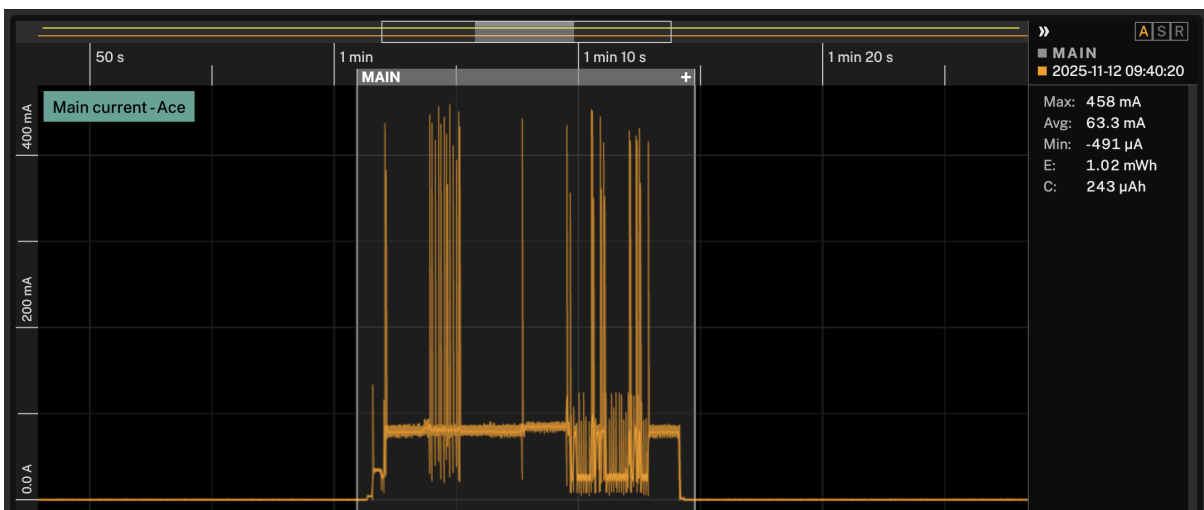 50 s
1 min
1 min 10 s
1 min 20 s
MAIN +
Main current - Ace
400 mA
200 mA
0.0 A
» A S R
MAIN
2025-11-12 09:40:20
Max: 458 mA
Avg: 63.3 mA
Min: -491 µA
E: 1.02 mWh
C: 243 µAh